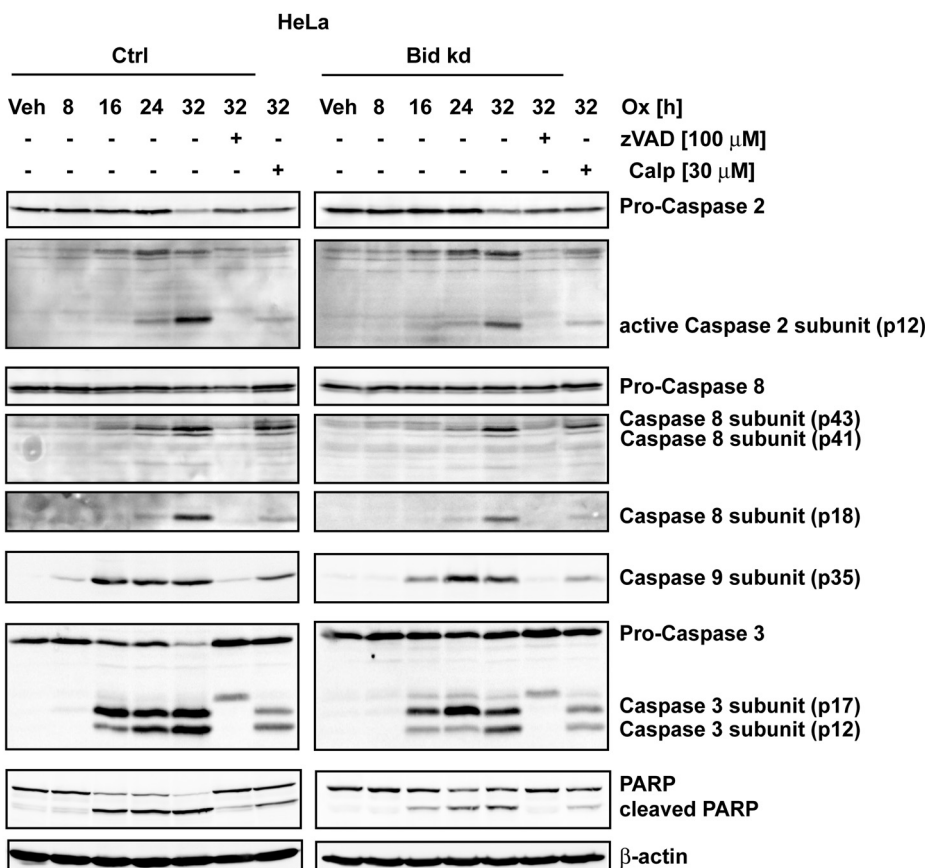 HeLa
Ctrl Bid kd
Veh 8 16 24 32 32 32 Veh 8 16 24 32 32 32 Ox [h]
- - - - - + - - - - - + zVAD [100 μM]
- - - - - - + - - - - - - + Calp [30 μM]
Pro-Caspase 2
active Caspase 2 subunit (p12)
Pro-Caspase 8
Caspase 8 subunit (p43)
Caspase 8 subunit (p41)
Caspase 8 subunit (p18)
Caspase 9 subunit (p35)
Pro-Caspase 3
Caspase 3 subunit (p17)
Caspase 3 subunit (p12)
PARP
cleaved PARP
β-actin